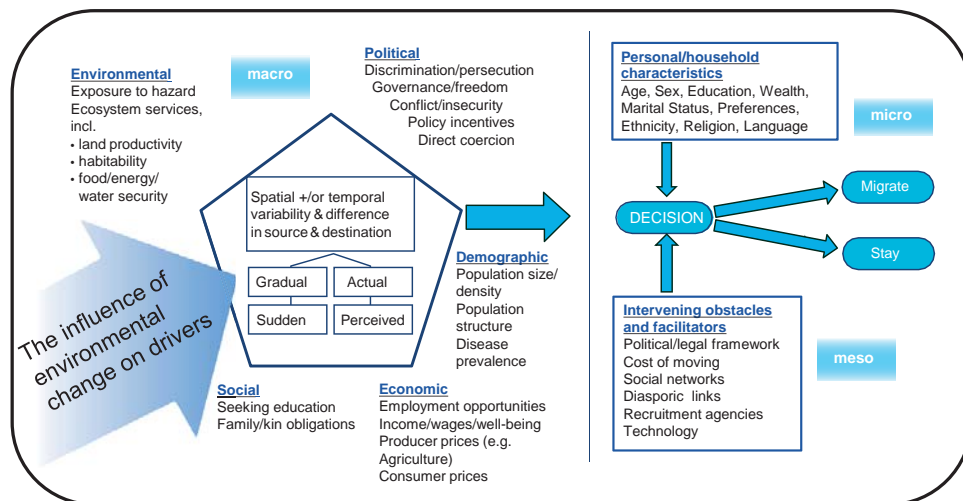 Environmental
Exposure to hazard
Ecosystem services,
incl.
• land productivity
• habitability
• food/energy/
water security
macro
Political
Discrimination/persecution
Governance/freedom
Conflict/insecurity
Policy incentives
Direct coercion
Spatial +/or temporal
variability & difference
in source & destination
Gradual
Actual
Sudden
Perceived
The influence of
environmental
change on drivers
Demographic
Population size/
density
Population
structure
Disease
prevalence
Social
Seeking education
Family/kin obligations
Economic
Employment opportunities
Income/wages/well-being
Producer prices (e.g.
Agriculture)
Consumer prices
Personal/household
characteristics
Age, Sex, Education, Wealth,
Marital Status, Preferences,
Ethnicity, Religion, Language
micro
DECISION
Migrate
Stay
Intervening obstacles
and facilitators
Political/legal framework
Cost of moving
Social networks
Diasporic links
Recruitment agencies
Technology
meso